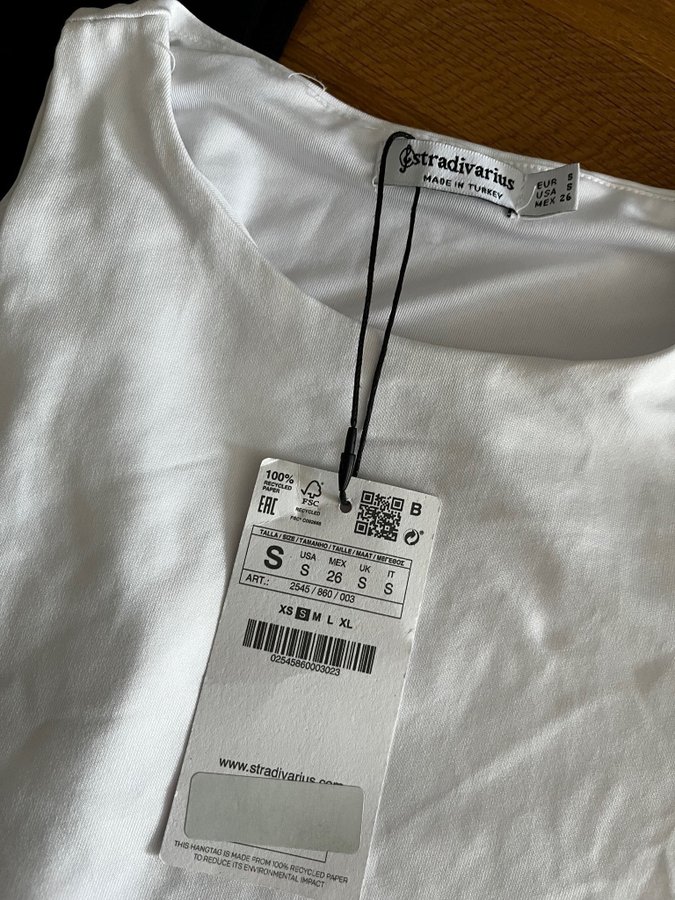 stradivarius
MADE IN TURKEY
EUR S
USA S
MEX 26
100%
RECYCLED
PAPER
FSC
RECYCLED
EAC
B
TALLA / SIZE / TAMANHO / TAILLE / MAAT / ΜΕΓΕΘΟΣ
S USA MEX UK IT
S 26 S S
ART.: 2545 / 860 / 003
XS S M L XL
02545860003023
www.stradivarius.com
THIS HANGTAG IS MADE FROM 100% RECYCLED PAPER
TO REDUCE ITS ENVIRONMENTAL IMPACT